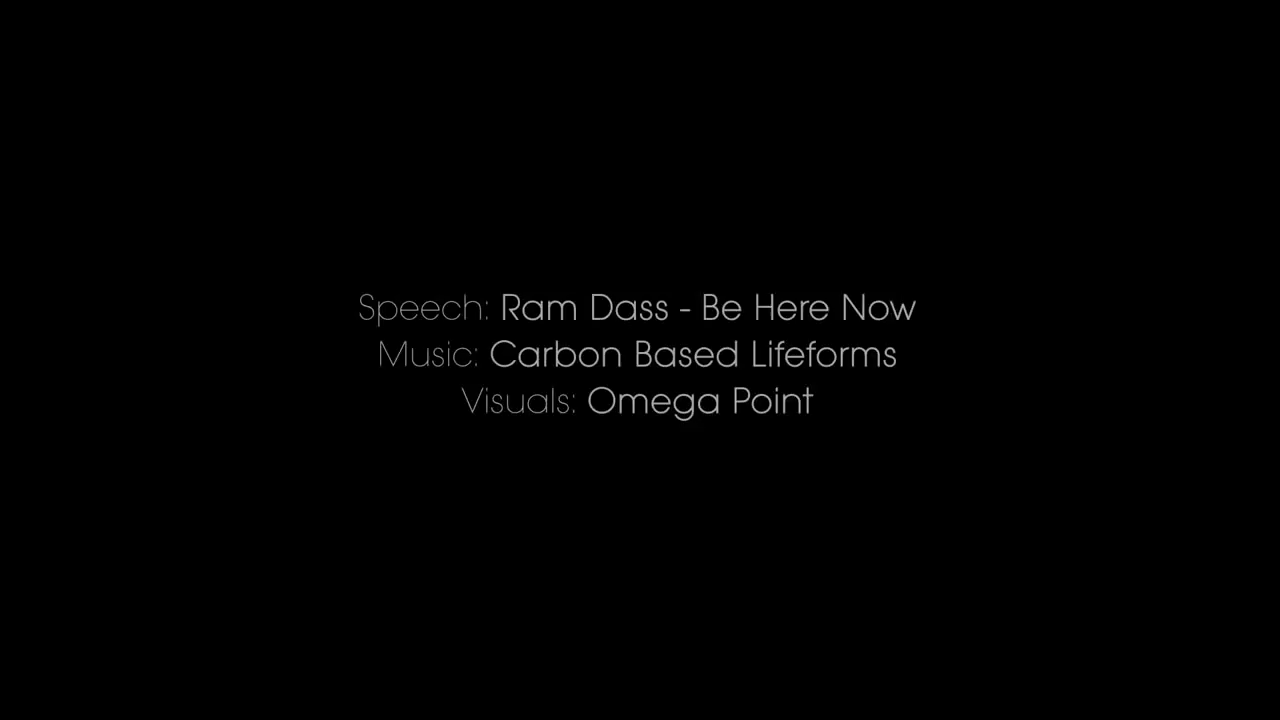 Speech: Ram Dass - Be Here Now
Music: Carbon Based Lifeforms
Visuals: Omega Point